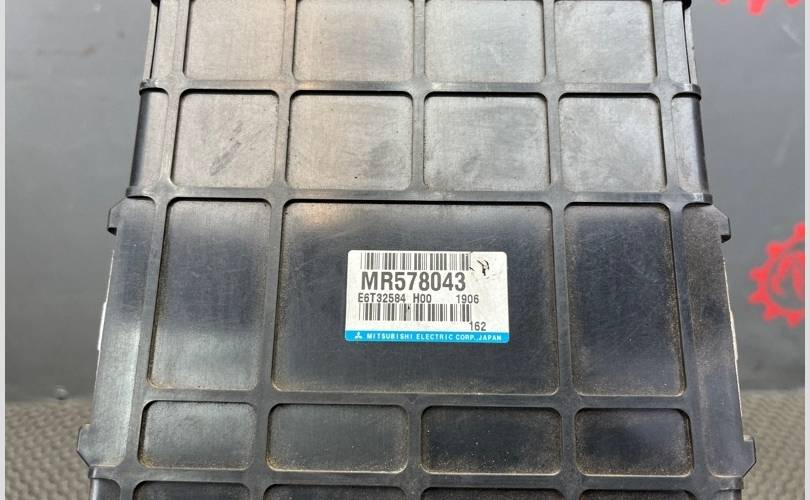 MR578043
E6T32584 H00 1906
162
MITSUBISHI ELECTRIC CORP., JAPAN